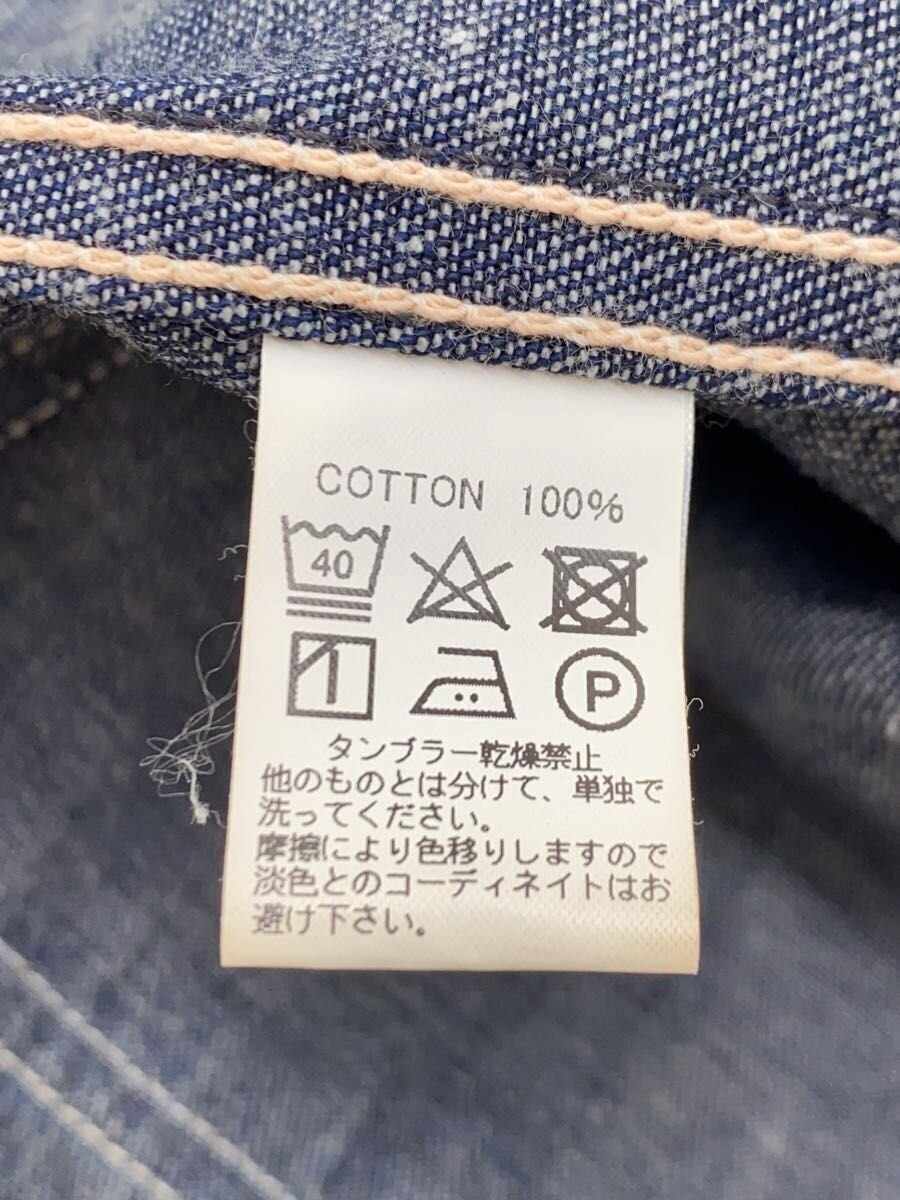 COTTON 100%
40
P
タンブラー乾燥禁止
他のものとは分けて、単独で
洗ってください。
摩擦により色移りしますので
淡色とのコーディネイトはお
避け下さい。